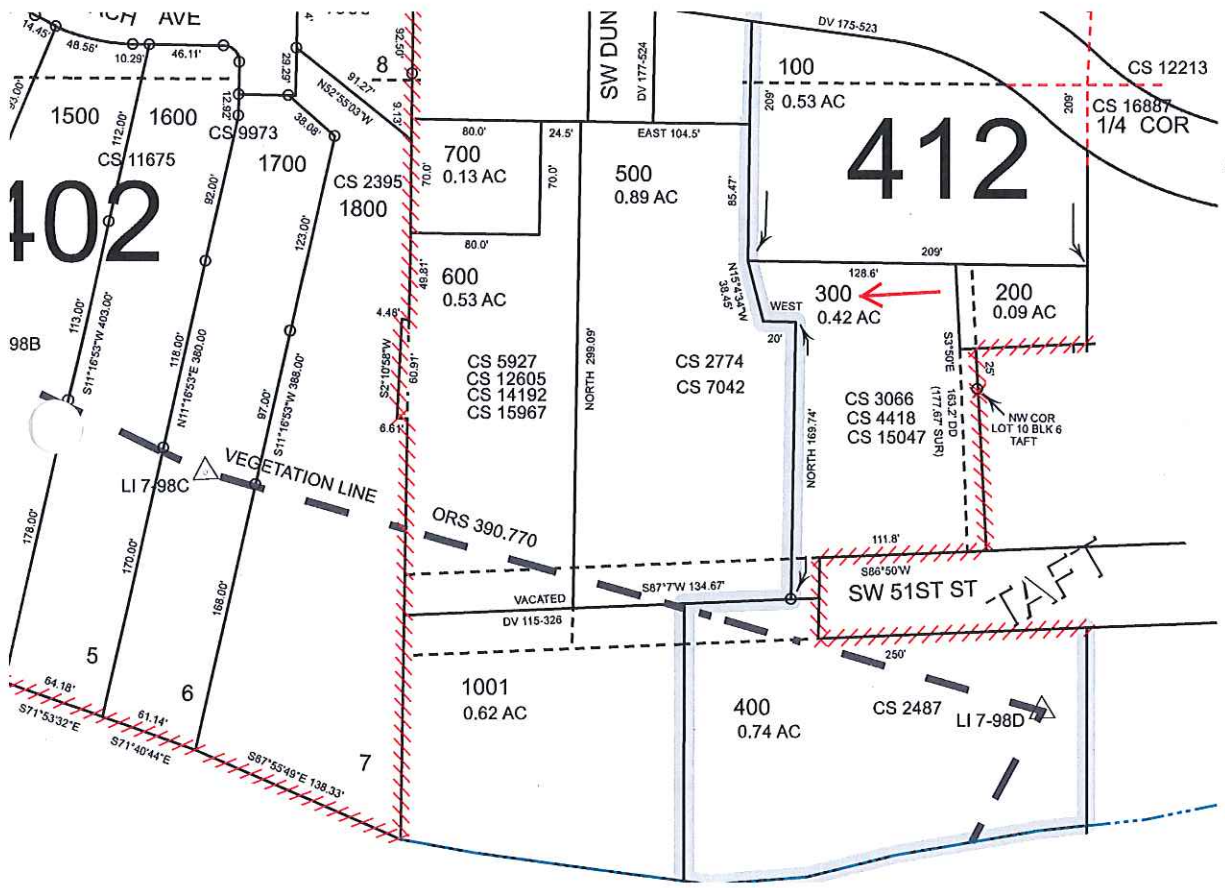 CH AVE
14.45'
48.56'
10.29'
46.11'
29.29'
92.50'
8
SW DUN
DV 177-524
DV 175-523
100
0.53 AC
209'
209'
CS 12213
CS 16887
1/4 COR
412
91.27'
N52°55'03"W
9.13'
12.92'
38.08'
1500
112.00'
1600
CS 9973
CS 11675
1700
92.00'
CS 2395
1800
402
123.00'
80.0'
24.5'
EAST 104.5'
700
0.13 AC
70.0'
70.0'
80.0'
500
0.89 AC
85.47'
600
0.53 AC
49.81'
4.48'
S2°10'58"W
60.91'
6.61'
N15°4'34"W
38.45'
WEST
20'
209'
128.6'
300
0.42 AC
200
0.09 AC
98B
113.00'
S11°16'53"W 403.00'
118.00'
N11°16'53"E 380.00
97.00'
S11°16'53"W 388.00'
CS 5927
CS 12605
CS 14192
CS 15967
NORTH 299.09'
CS 2774
CS 7042
NORTH 169.74'
CS 3066
CS 4418
CS 15047
S3°50'E
163.2' DD
(177.67' SUR)
25'
NW COR
LOT 10 BLK 6
TAFT
VEGETATION LINE
LI 7-98C
ORS 390.770
178.00'
170.00'
168.00'
111.8'
S86°50'W
SW 51ST ST
TAFT
S87°7'W 134.67'
VACATED
DV 115-326
250'
5
6
7
1001
0.62 AC
400
0.74 AC
CS 2487
LI 7-98D
64.18'
S71°53'32"E
61.14'
S71°40'44"E
S67°55'49"E 138.33'